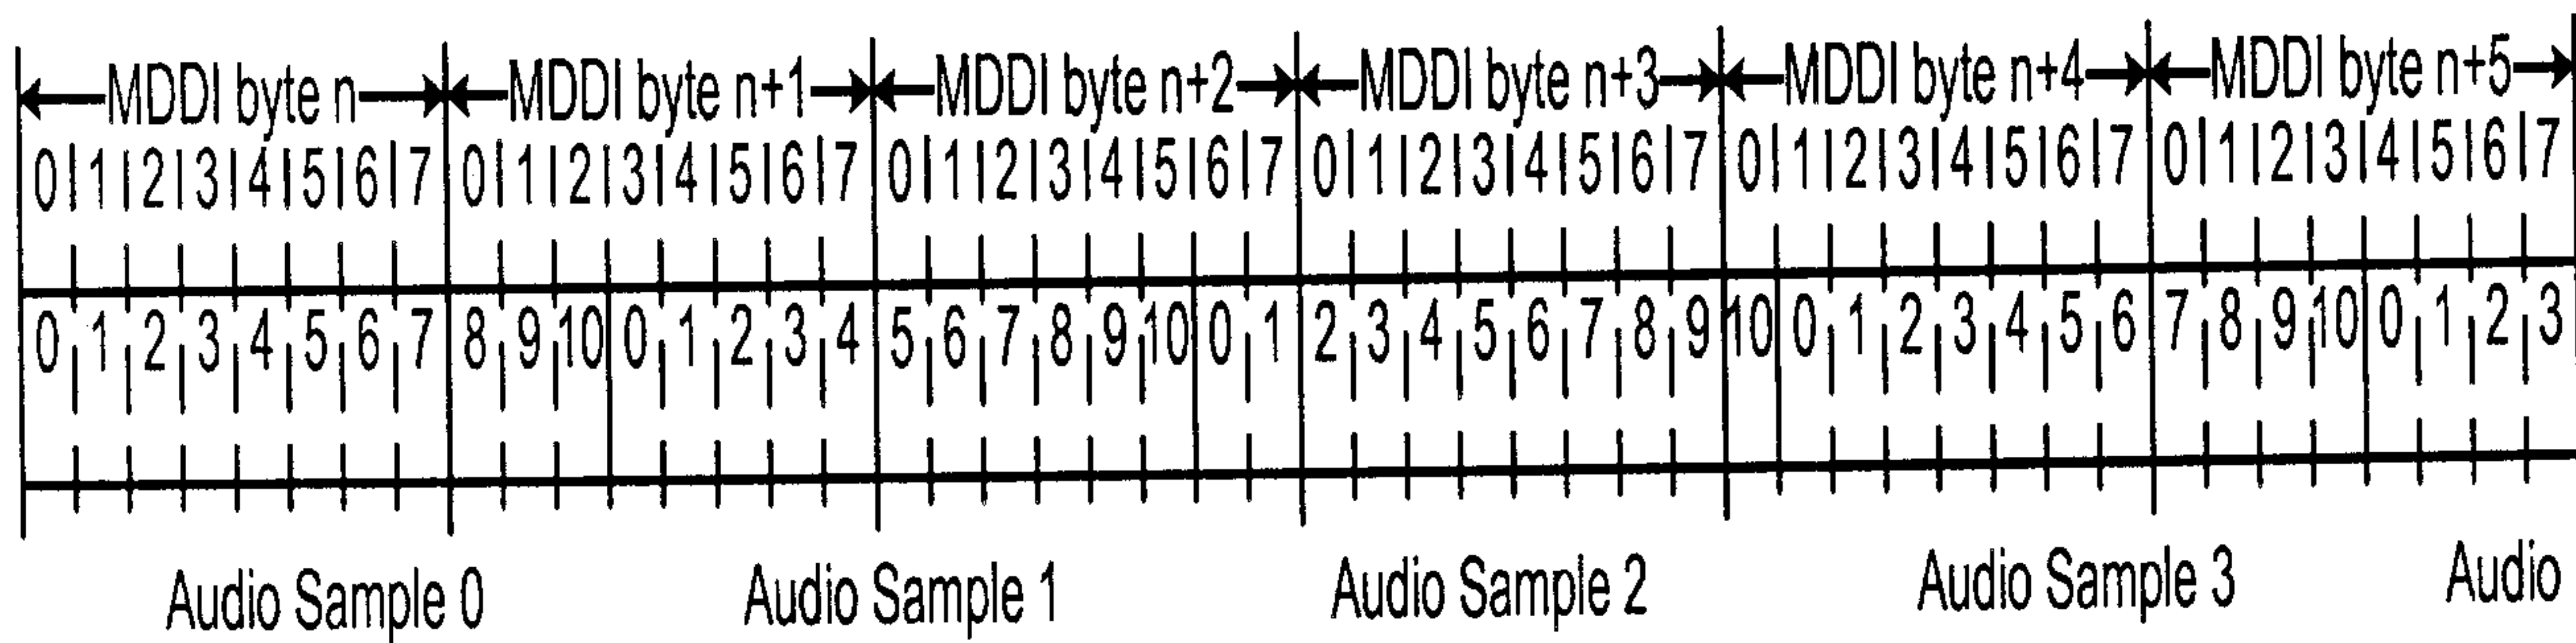 MDDI byte n MDDI byte n+1 MDDI byte n+2 MDDI byte n+3 MDDI byte n+4 MDDI byte n+5
0 1 2 3 4 5 6 7 0 1 2 3 4 5 6 7 0 1 2 3 4 5 6 7 0 1 2 3 4 5 6 7 0 1 2 3 4 5 6 7 0 1 2 3 4 5 6 7
0 1 2 3 4 5 6 7 8 9 10 0 1 2 3 4 5 6 7 8 9 10 0 1 2 3 4 5 6 7 8 9 10 0 1 2 3 4 5 6 7 8 9 10 0 1 2 3
Audio Sample 0 Audio Sample 1 Audio Sample 2 Audio Sample 3 Audio